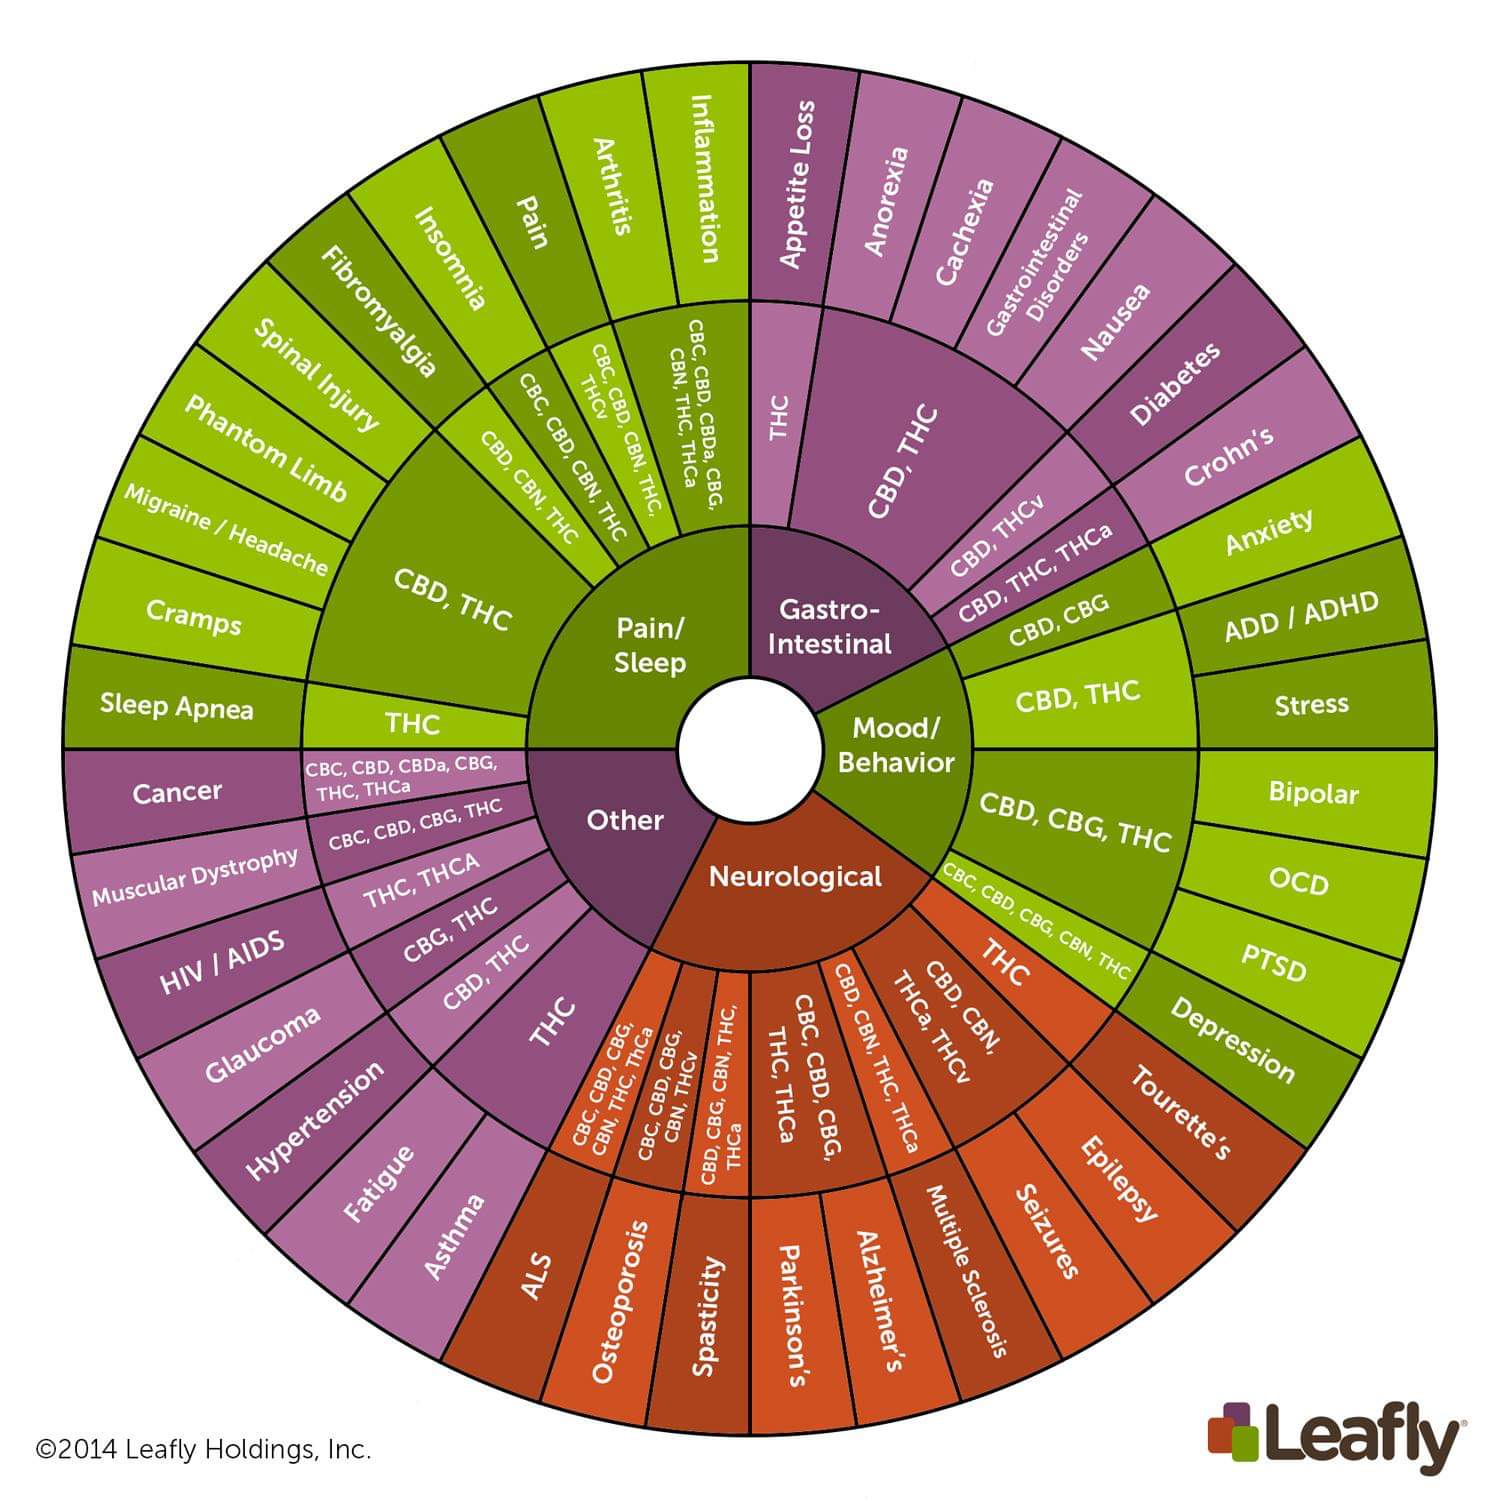 Gastro-
Intestinal
THC
Appetite Loss
CBD, THC
Anorexia
Cachexia
Gastrointestinal
Disorders
Nausea
CBD, THCv
Diabetes
CBD, THC, THCa
Crohn's
Mood/
Behavior
CBD, CBG
Anxiety
CBD, THC
ADD / ADHD
Stress
CBD, CBG, THC
Bipolar
OCD
PTSD
CBC, CBD, CBG, CBN, THC
Depression
Neurological
THC
Tourette's
CBD, CBN,
THCa, THCv
Epilepsy
Seizures
CBD, CBN, THC, THCa
Multiple Sclerosis
CBC, CBD, CBG,
THC, THCa
Alzheimer's
Parkinson's
CBD, CBG, CBN, THC,
THCa
Spasticity
CBC, CBD, CBG,
CBN, THCv
Osteoporosis
CBC, CBD, CBG,
CBN, THC, ThCa
ALS
Other
THC
Asthma
Fatigue
CBD, THC
Hypertension
CBG, THC
Glaucoma
THC, THCA
HIV / AIDS
CBC, CBD, CBG, THC
Muscular Dystrophy
CBC, CBD, CBDa, CBG,
THC, THCa
Cancer
Pain/
Sleep
THC
Sleep Apnea
CBD, THC
Cramps
Migraine / Headache
Phantom Limb
Spinal Injury
CBD, CBN, THC
Fibromyalgia
CBC, CBD, CBN, THC
Insomnia
CBC, CBD, CBN, THC,
THCv
Pain
CBC, CBD, CBDa, CBG,
CBN, THC, THCa
Arthritis
Inflammation
©2014 Leafly Holdings, Inc.
Leafly®